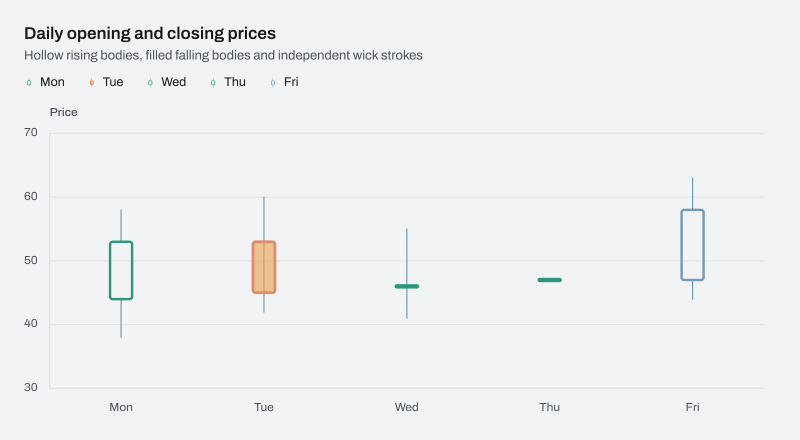 Daily opening and closing prices
Hollow rising bodies, filled falling bodies and independent wick strokes
Mon Tue Wed Thu Fri
Price
70
60
50
40
30
Mon Tue Wed Thu Fri